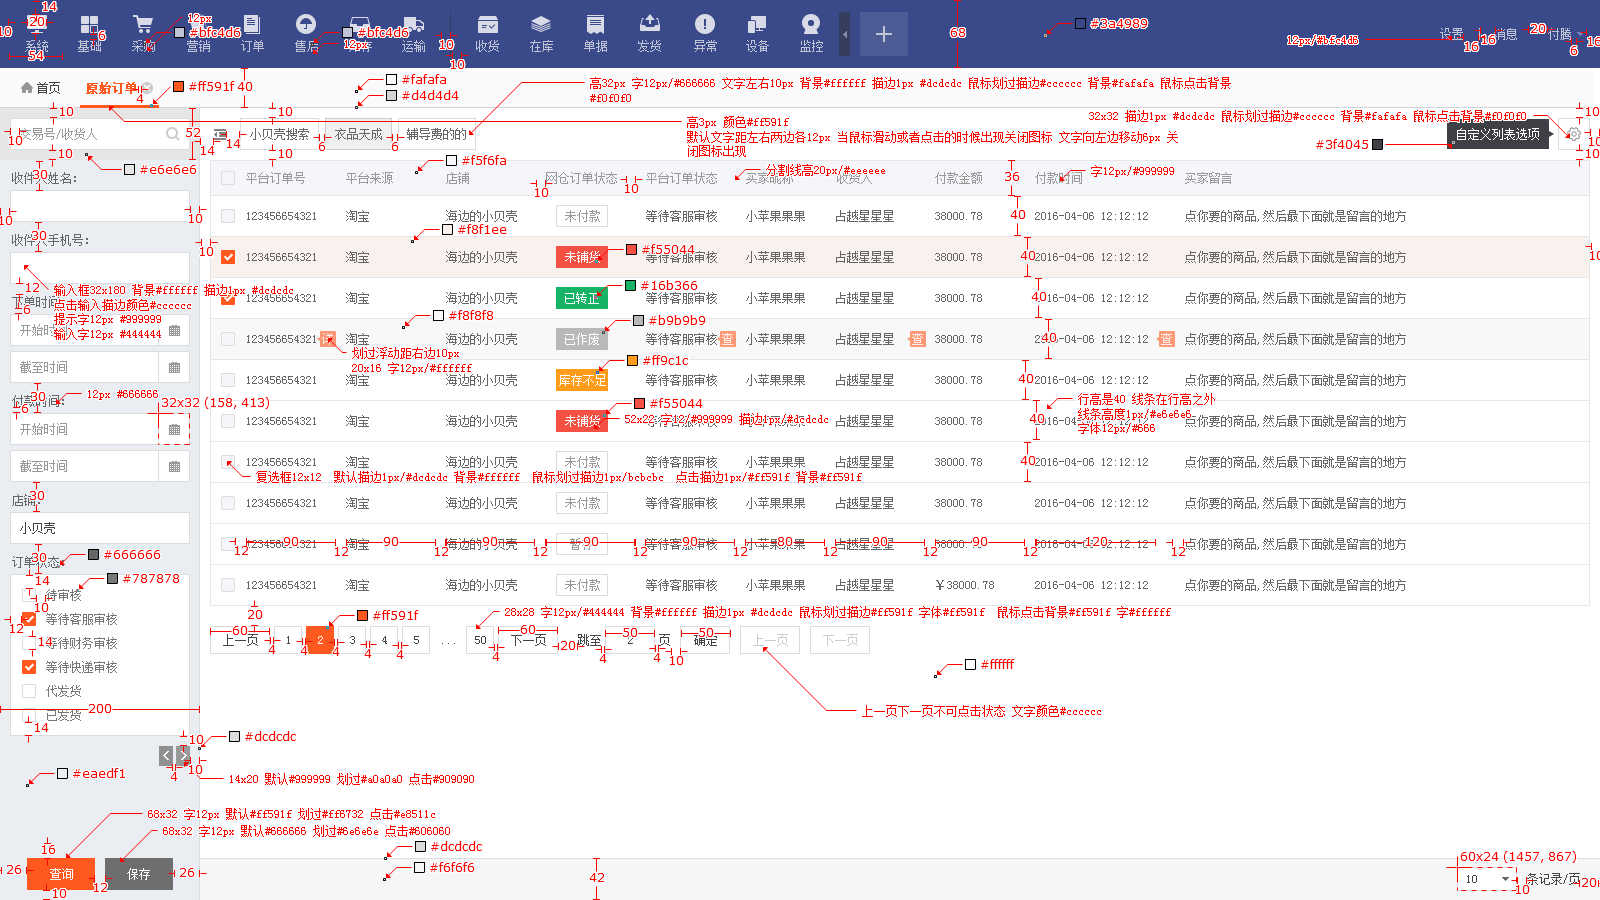 系统 基础 采购 营销 订单 售后 运输 收货 在库 单据 发货 异常 设备 监控 设置 消息 付腾
14
20
10
6
54
12px
#bfc4d6
#bfc4d6
12px
10
10
68
#3a4989
12px/#bfc4d6
20
16
16
6
16
首页 原始订单
4
#ff591f
40
#fafafa
#d4d4d4
高32px 字12px/#666666 文字左右10px 背景#ffffff 描边1px #dcdcdc 鼠标划过描边#cccccc 背景#fafafa 鼠标点击背景
#f0f0f0
高3px 颜色#ff591f
默认文字距左右两边各12px 当鼠标滑动或者点击的时候出现关闭图标 文字向左边移动6px 关
闭图标出现
32x32 描边1px #dcdcdc 鼠标划过描边#cccccc 背景#fafafa 鼠标点击背景#f0f0f0
自定义列表选项
#3f4045
10
10
10
交易号/收货人
10
10
10
52
14
14
小贝壳搜索 衣品天成 辅导费的的
10
10
6
6
#e6e6e6
30
#f5f6fa
分割线高20px/#eeeeee
36
字12px/#999999
收件人姓名:
平台订单号 平台来源 店铺 网仓订单状态 平台订单状态 买家昵称 收货人 付款金额 付款时间 买家留言
10
10
10
10
123456654321 淘宝 海边的小贝壳 未付款 等待客服审核 小苹果果果 占越星星星 38000.78 2016-04-06 12:12:12 点你要的商品,然后最下面就是留言的地方
40
#f8f1ee
30
收件人手机号:
10
#f55044
123456654321 淘宝 海边的小贝壳 未铺货 等待客服审核 小苹果果果 占越星星星 38000.78 2016-04-06 12:12:12 点你要的商品,然后最下面就是留言的地方
40
10
输入框32x180 背景#ffffff 描边1px #dcdcdc
点击输入描边颜色#cccccc
提示字12px #999999
输入字12px #444444
12
6
下单时间
#16b366
123456654321 淘宝 海边的小贝壳 已转正 等待客服审核 小苹果果果 占越星星星 38000.78 2016-04-06 12:12:12 点你要的商品,然后最下面就是留言的地方
40
#f8f8f8
#b9b9b9
开始时间
123456654321 详 淘宝 海边的小贝壳 已作废 等待客服审核 查 小苹果果果 占越星星星 查 38000.78 2016-04-06 12:12:12 查 点你要的商品,然后最下面就是留言的地方
40
划过浮动距右边10px
20x16 字12px/#ffffff
#ff9c1c
截至时间
123456654321 淘宝 海边的小贝壳 库存不足 等待客服审核 小苹果果果 占越星星星 38000.78 2016-04-06 12:12:12 点你要的商品,然后最下面就是留言的地方
40
30
12px #666666
付款时间:
6
32x32 (158, 413)
#f55044
行高是40 线条在行高之外
线条高度1px/#e6e6e6
字体12px/#666
开始时间
123456654321 淘宝 海边的小贝壳 未铺货 等待客服审核 小苹果果果 占越星星星 38000.78 2016-04-06 12:12:12 点你要的商品,然后最下面就是留言的地方
52x22 字12/#999999 描边1px/#dcdcdc
40
截至时间
123456654321 淘宝 海边的小贝壳 未付款 等待客服审核 小苹果果果 占越星星星 38000.78 2016-04-06 12:12:12 点你要的商品,然后最下面就是留言的地方
40
复选框12x12 默认描边1px/#dcdcdc 背景#ffffff 鼠标划过描边1px/bcbcbc 点击描边1px/#ff591f 背景#ff591f
30
店铺:
123456654321 淘宝 海边的小贝壳 未付款 等待客服审核 小苹果果果 占越星星星 38000.78 2016-04-06 12:12:12 点你要的商品,然后最下面就是留言的地方
小贝壳
123456654321 淘宝 海边的小贝壳 暂停 等待客服审核 小苹果果果 占越星星星 38000.78 2016-04-06 12:12:12 点你要的商品,然后最下面就是留言的地方
12 90 12 90 12 90 12 90 12 90 12 80 12 90 12 90 12 120 12
30
订单状态
#666666
#787878
14
10
123456654321 淘宝 海边的小贝壳 未付款 等待客服审核 小苹果果果 占越星星星 ￥38000.78 2016-04-06 12:12:12 点你要的商品,然后最下面就是留言的地方
待审核
等待客服审核
等待财务审核
等待快递审核
代发货
已发货
12
14
200
14
20
#ff591f
28x28 字12px/#444444 背景#ffffff 描边1px #dcdcdc 鼠标划过描边#ff591f 字体#ff591f 鼠标点击背景#ff591f 字#ffffff
60 60 50 50
上一页 1 2 3 4 5 ... 50 下一页 跳至 2 页 确定 上一页 下一页
4 4 4 4 4 4 20 4 4 10
#ffffff
上一页下一页不可点击状态 文字颜色#cccccc
#dcdcdc
10
4
10
14x20 默认#999999 划过#a0a0a0 点击#909090
#eaedf1
68x32 字12px 默认#ff591f 划过#ff6732 点击#e8511c
68x32 字12px 默认#666666 划过#6e6e6e 点击#606060
16
#dcdcdc
#f6f6f6
26 查询 12 保存 26
10
42
60x24 (1457, 867)
10 条记录/页
10
20